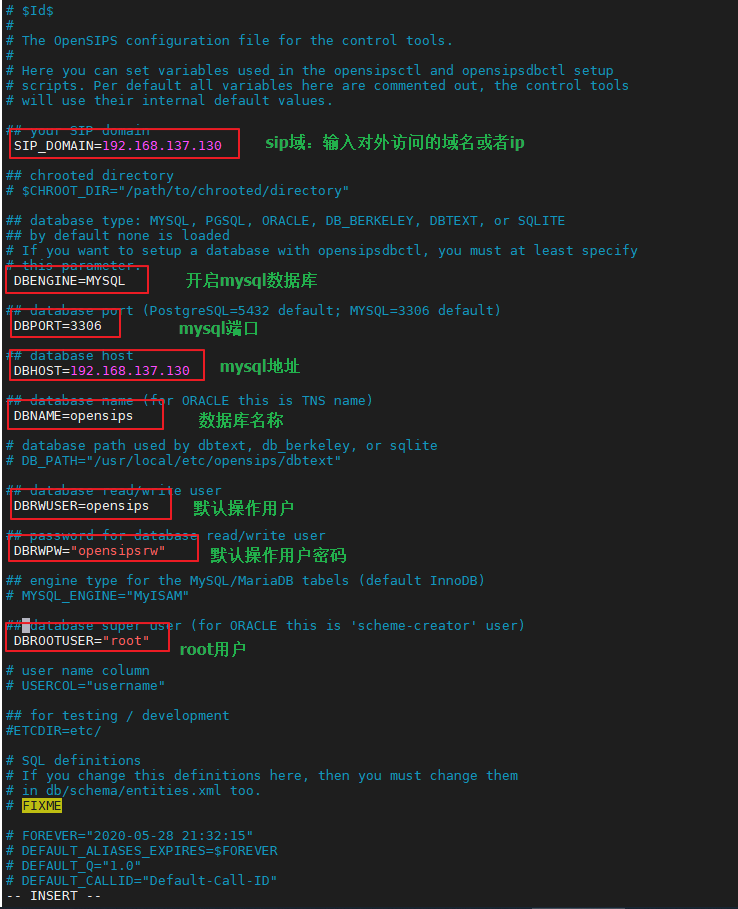 # $Id$
#
# The OpenSIPS configuration file for the control tools.
#
# Here you can set variables used in the opensipsctl and opensipsdbctl setup
# scripts. Per default all variables here are commented out, the control tools
# will use their internal default values.
## your SIP domain
SIP_DOMAIN=192.168.137.130 sip域：输入对外访问的域名或者ip
## chrooted directory
# $CHROOT_DIR="/path/to/chrooted/directory"
## database type: MYSQL, PGSQL, ORACLE, DB_BERKELEY, DBTEXT, or SQLITE
## by default none is loaded
# If you want to setup a database with opensipsdbctl, you must at least specify
# this parameter.
DBENGINE=MYSQL 开启mysql数据库
## database port (PostgreSQL=5432 default; MYSQL=3306 default)
DBPORT=3306 mysql端口
## database host
DBHOST=192.168.137.130 mysql地址
## database name (for ORACLE this is TNS name)
DBNAME=opensips 数据库名称
# database path used by dbtext, db_berkeley, or sqlite
# DB_PATH="/usr/local/etc/opensips/dbtext"
## database read/write user
DBRWUSER=opensips 默认操作用户
## password for database read/write user
DBRWPW="opensipsrw" 默认操作用户密码
## engine type for the MySQL/MariaDB tabels (default InnoDB)
# MYSQL_ENGINE="MyISAM"
## database super user (for ORACLE this is 'scheme-creator' user)
DBROOTUSER="root" root用户
# user name column
# USERCOL="username"
## for testing / development
#ETCDIR=etc/
# SQL definitions
# If you change this definitions here, then you must change them
# in db/schema/entities.xml too.
# FIXME
# FOREVER="2020-05-28 21:32:15"
# DEFAULT_ALIASES_EXPIRES=$FOREVER
# DEFAULT_Q="1.0"
# DEFAULT_CALLID="Default-Call-ID"
-- INSERT --